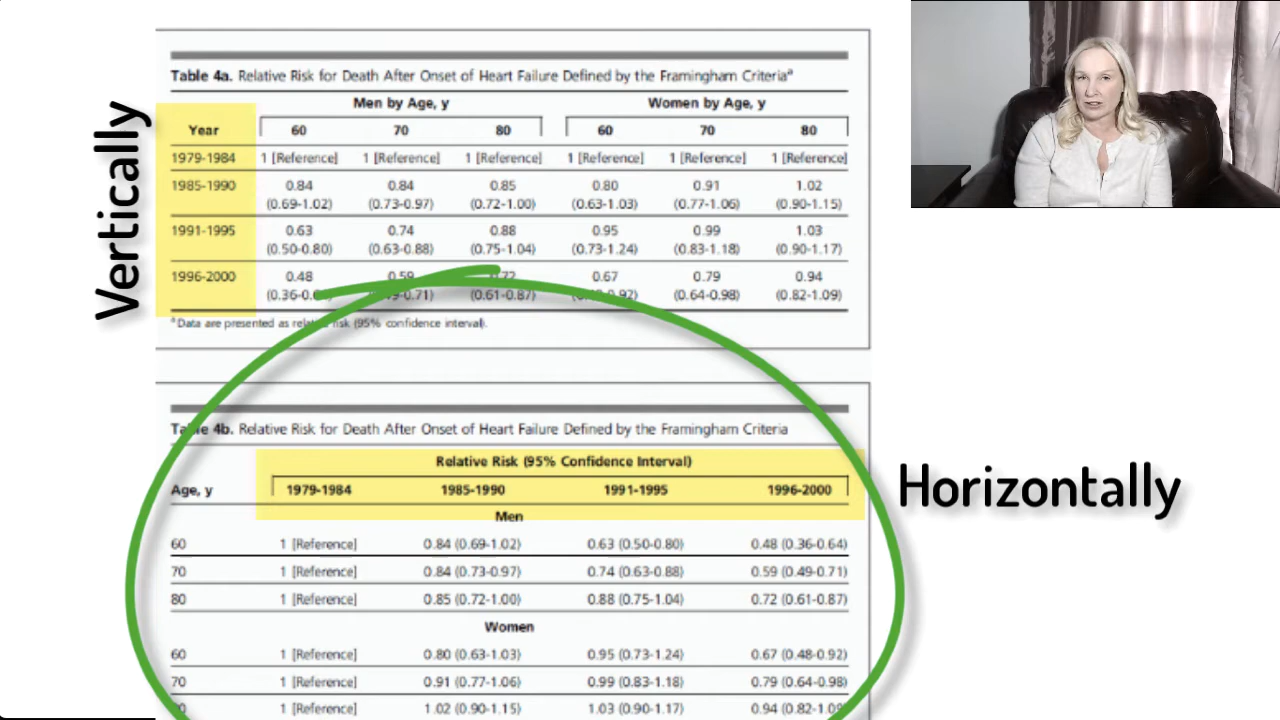 Vertically
Table 4a. Relative Risk for Death After Onset of Heart Failure Defined by the Framingham Criteriaª
Men by Age, y Women by Age, y
Year 60 70 80 60 70 80
1979-1984 1 [Reference] 1 [Reference] 1 [Reference] 1 [Reference] 1 [Reference] 1 [Reference]
1985-1990 0.84 0.84 0.85 0.80 0.91 1.02
(0.69-1.02) (0.73-0.97) (0.72-1.00) (0.63-1.03) (0.77-1.06) (0.90-1.15)
1991-1995 0.63 0.74 0.88 0.95 0.99 1.03
(0.50-0.80) (0.63-0.88) (0.75-1.04) (0.73-1.24) (0.83-1.18) (0.90-1.17)
1996-2000 0.48 0.59 0.72 0.67 0.79 0.94
(0.61-0.87) (0.64-0.98) (0.82-1.09)
ªData are presented as relative risk (95% confidence interval).
Table 4b. Relative Risk for Death After Onset of Heart Failure Defined by the Framingham Criteria
Relative Risk (95% Confidence Interval)
Age, y 1979-1984 1985-1990 1991-1995 1996-2000
Horizontally
Men
60 1 [Reference] 0.84 (0.69-1.02) 0.63 (0.50-0.80) 0.48 (0.36-0.64)
70 1 [Reference] 0.84 (0.73-0.97) 0.74 (0.63-0.88) 0.59 (0.49-0.71)
80 1 [Reference] 0.85 (0.72-1.00) 0.88 (0.75-1.04) 0.72 (0.61-0.87)
Women
60 1 [Reference] 0.80 (0.63-1.03) 0.95 (0.73-1.24) 0.67 (0.48-0.92)
70 1 [Reference] 0.91 (0.77-1.06) 0.99 (0.83-1.18) 0.79 (0.64-0.98)
1 [Reference] 1.02 (0.90-1.15) 1.03 (0.90-1.17) 0.94